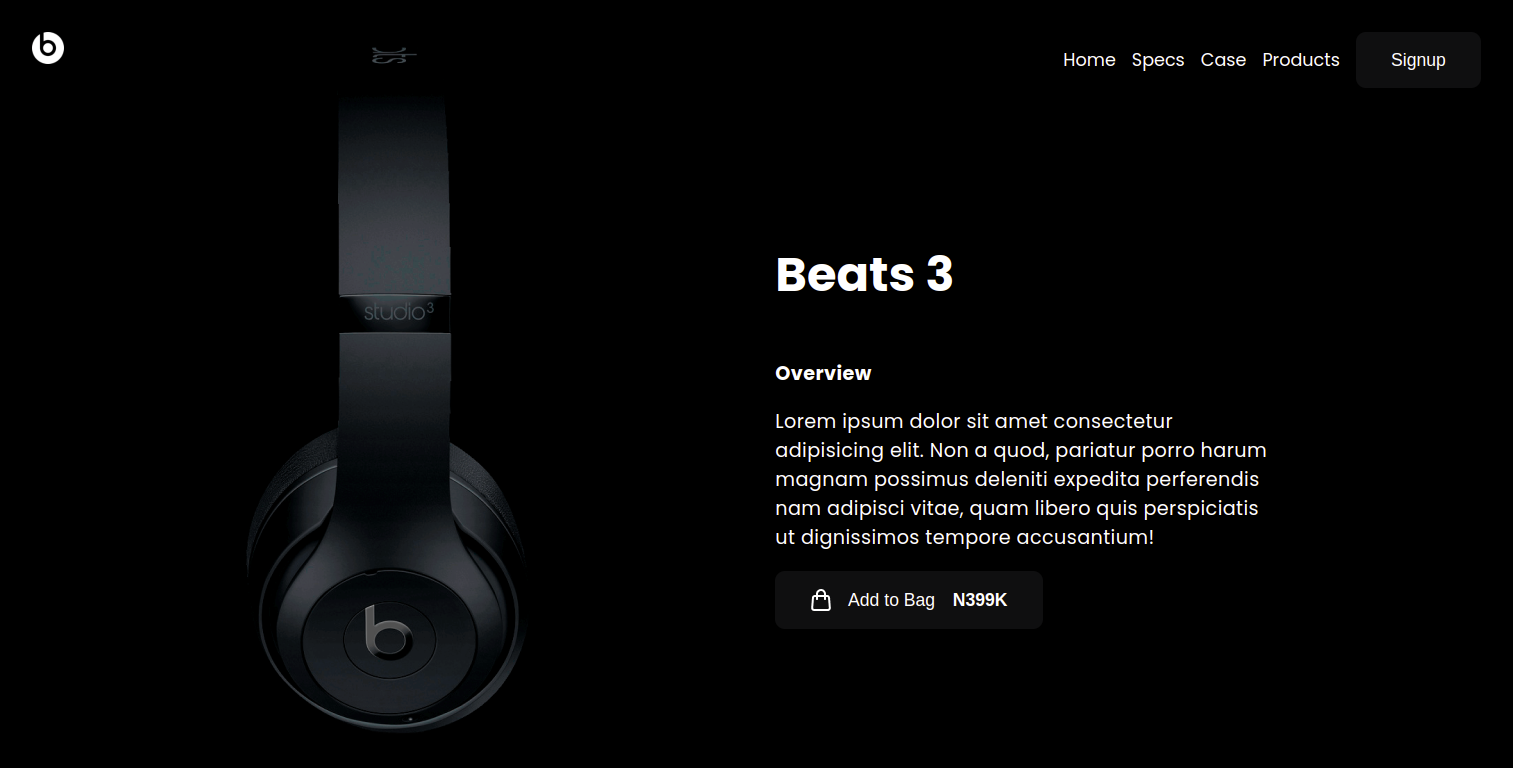 Home Specs Case Products Signup
studio3
Beats 3
Overview
Lorem ipsum dolor sit amet consectetur
adipisicing elit. Non a quod, pariatur porro harum
magnam possimus deleniti expedita perferendis
nam adipisci vitae, quam libero quis perspiciatis
ut dignissimos tempore accusantium!
Add to Bag N399K